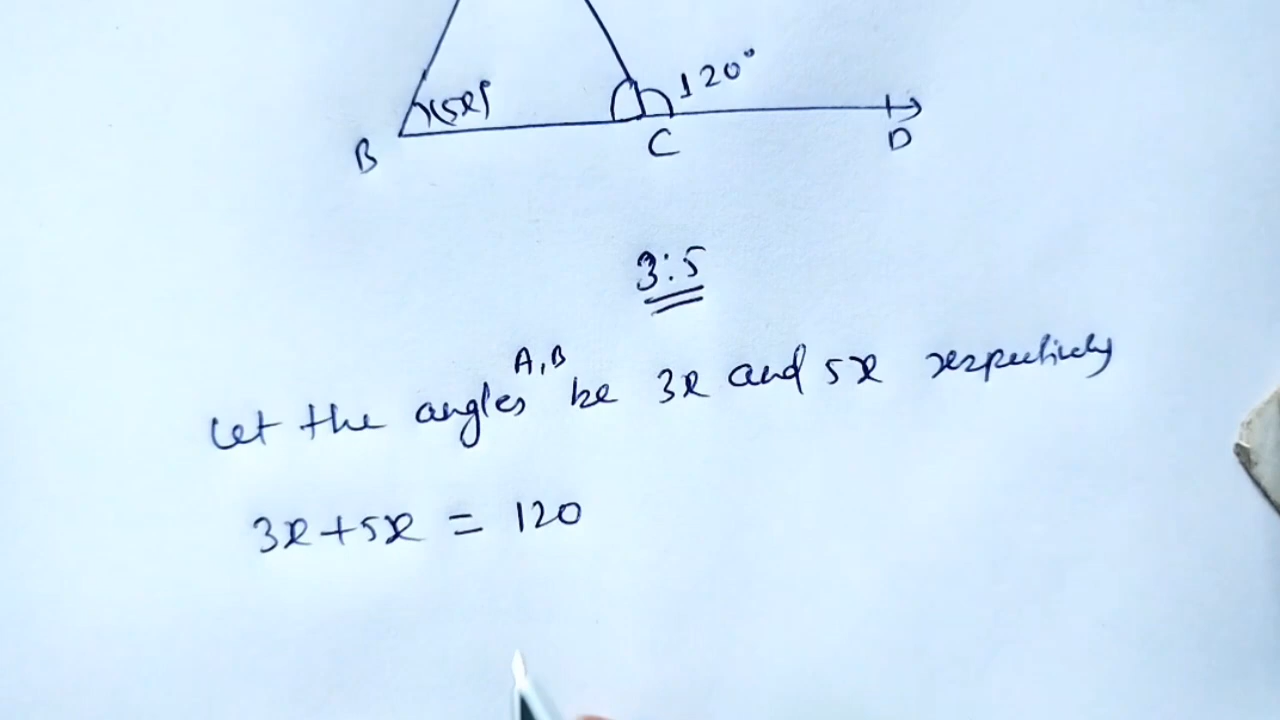 120°
(5x)°
B
C
D
3:5
A,B
Let the angles be 3x and 5x respectively
3x+5x = 120